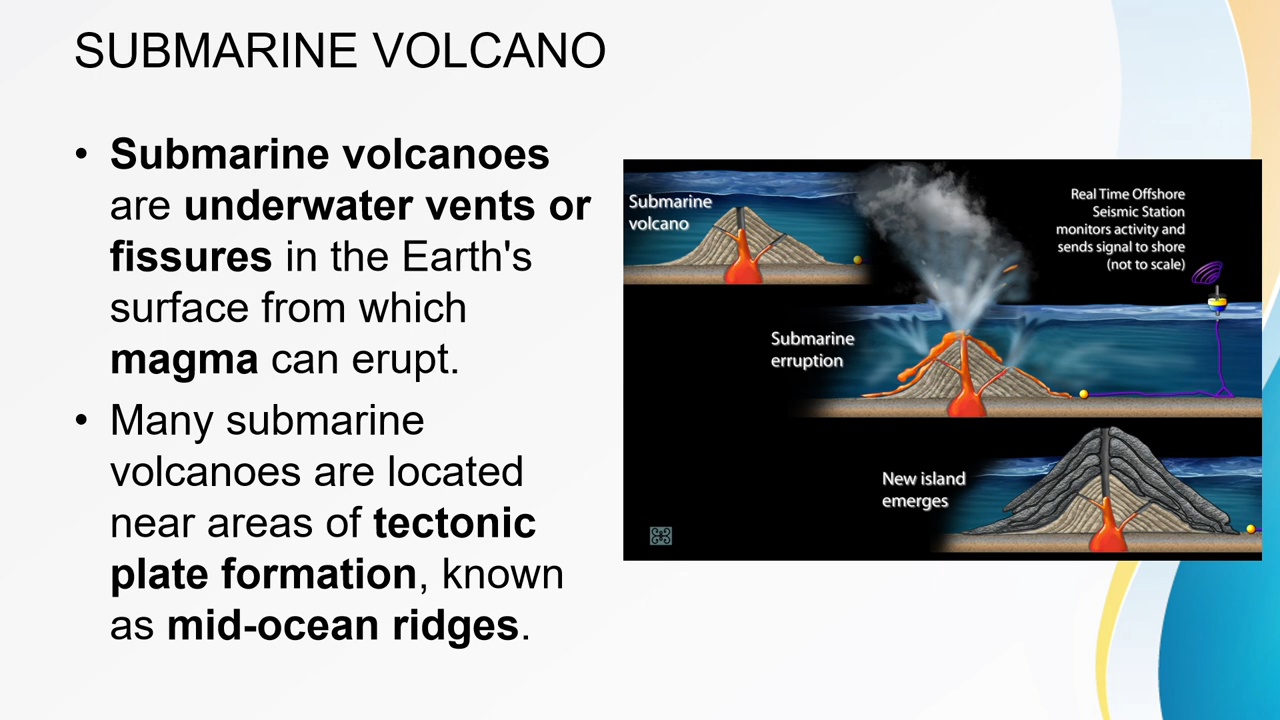 SUBMARINE VOLCANO
• Submarine volcanoes
are underwater vents or
fissures in the Earth's
surface from which
magma can erupt.
• Many submarine
volcanoes are located
near areas of tectonic
plate formation, known
as mid-ocean ridges.
Submarine
volcano
Real Time Offshore
Seismic Station
monitors activity and
sends signal to shore
(not to scale)
Submarine
erruption
New island
emerges